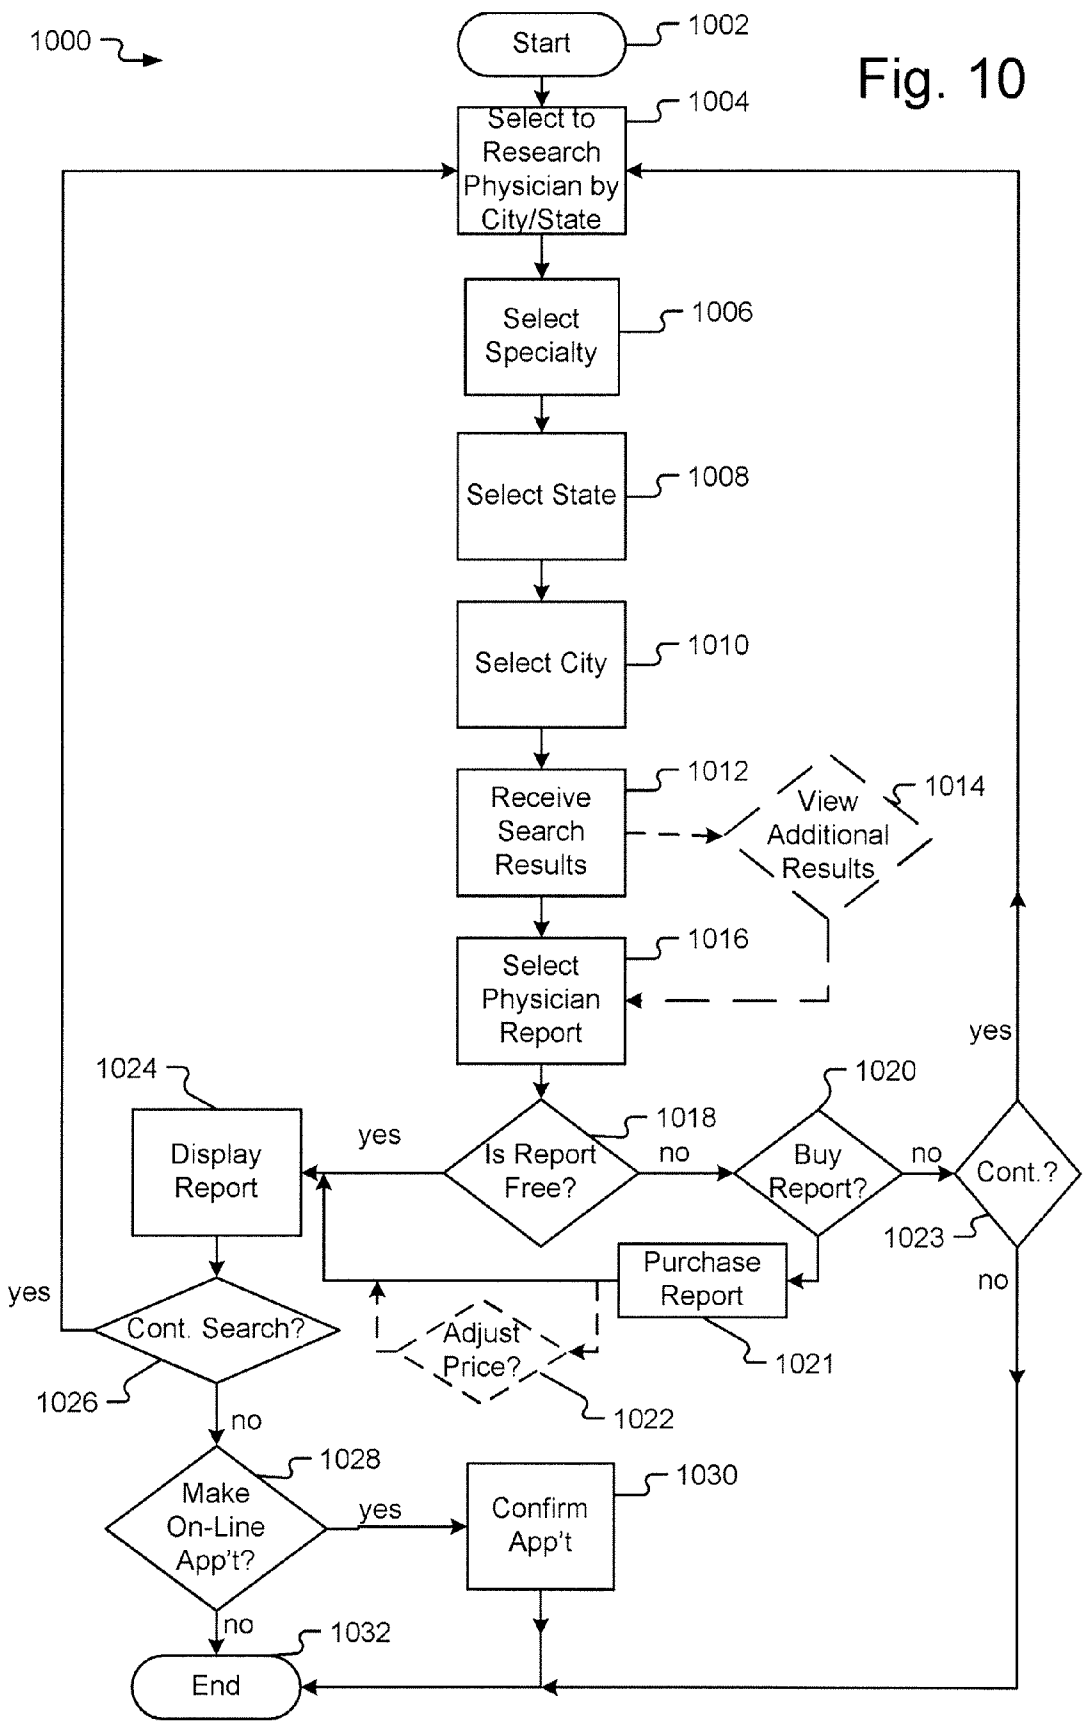 1000
Start
1002
Fig. 10
Select to
Research
Physician by
City/State
1004
Select
Specialty
1006
Select State
1008
Select City
1010
Receive
Search
Results
1012
View
Additional
Results
1014
Select
Physician
Report
1016
yes
1024
Display
Report
yes
Is Report
Free?
1018
no
Buy
Report?
1020
no
Cont.?
1023
no
Purchase
Report
1021
Adjust
Price?
1022
yes
Cont. Search?
1026
no
Make
On-Line
App't?
1028
yes
Confirm
App't
1030
no
End
1032